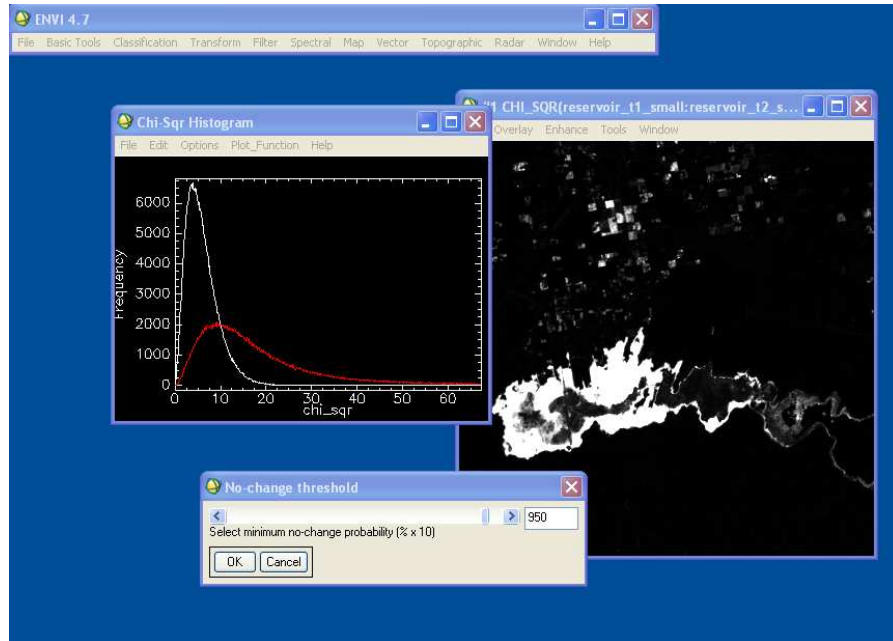 ENVI 4.7
File Basic Tools Classification Transform Filter Spectral Map Vector Topographic Radar Window Help
#1 CHI_SQR(reservoir_t1_small:reservoir_t2_s...
Overlay Enhance Tools Window
Chi-Sqr Histogram
File Edit Options Plot_Function Help
6000
5000
4000
3000
2000
1000
0
Frequency
0 10 20 30 40 50 60
chi_sqr
No-change threshold
950
Select minimum no-change probability (% x 10)
OK Cancel